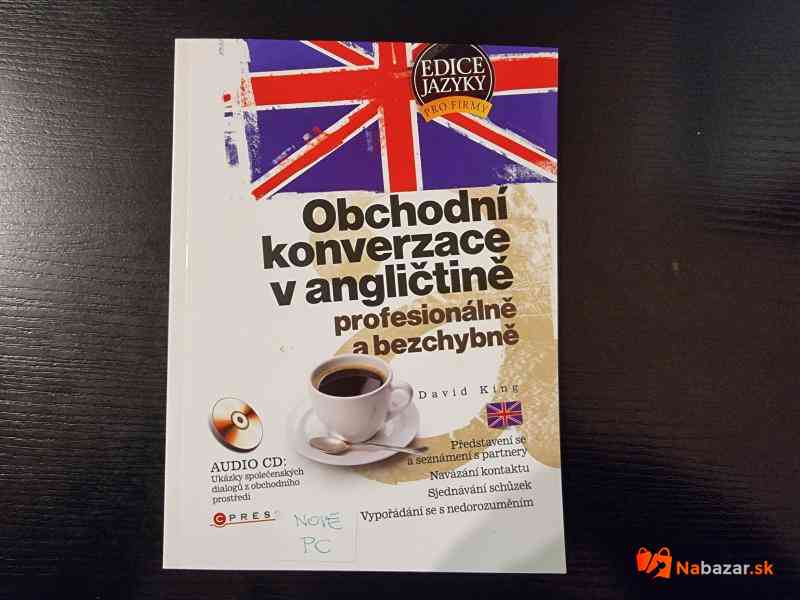 EDICE
JAZYKY
PRO FIRMY
Obchodní
konverzace
v angličtině
profesionálně
a bezchybně
David King
Představení se
a seznámení s partnery
Navázání kontaktu
Sjednávání schůzek
Vypořádání se s nedorozuměním
AUDIO CD:
Ukázky společenských
dialogů z obchodního
prostředí
CPRESS
NOVÉ
PC
Nabazar.sk